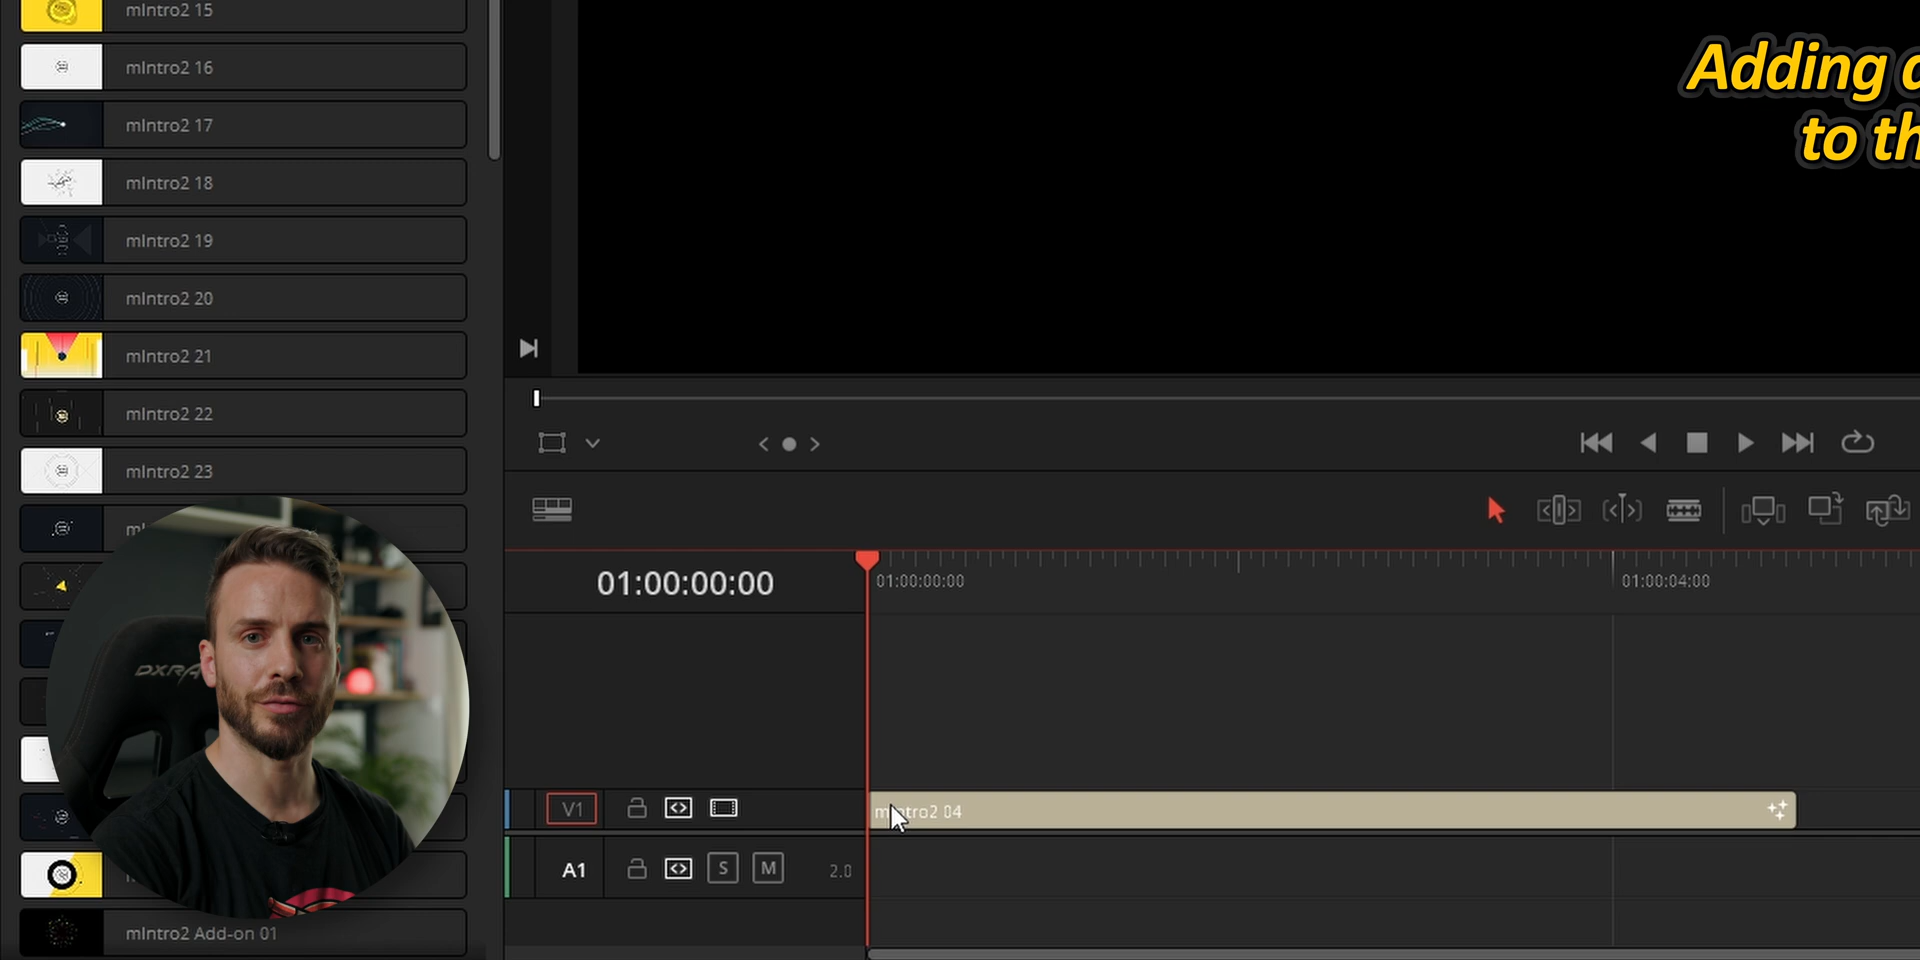 mIntro2 15
mIntro2 16
mIntro2 17
mIntro2 18
mIntro2 19
mIntro2 20
mIntro2 21
mIntro2 22
mIntro2 23
mIntro2 Add-on 01
DXRA
Adding
to th
01:00:00:00
01:00:00:00
01:00:04:00
V1
04
A1
S
M
2.0